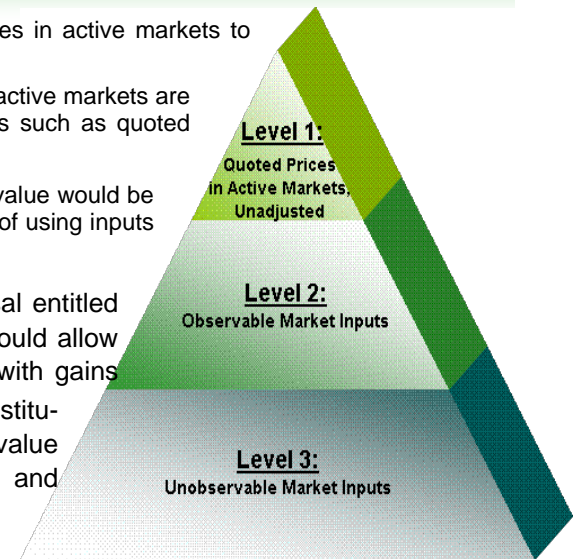 es in active markets to
active markets are
s such as quoted
value would be
of using inputs
al entitled
ould allow
with gains
stitu-
value
and
Level 1:
Quoted Prices
in Active Markets,
Unadjusted
Level 2:
Observable Market Inputs
Level 3:
Unobservable Market Inputs